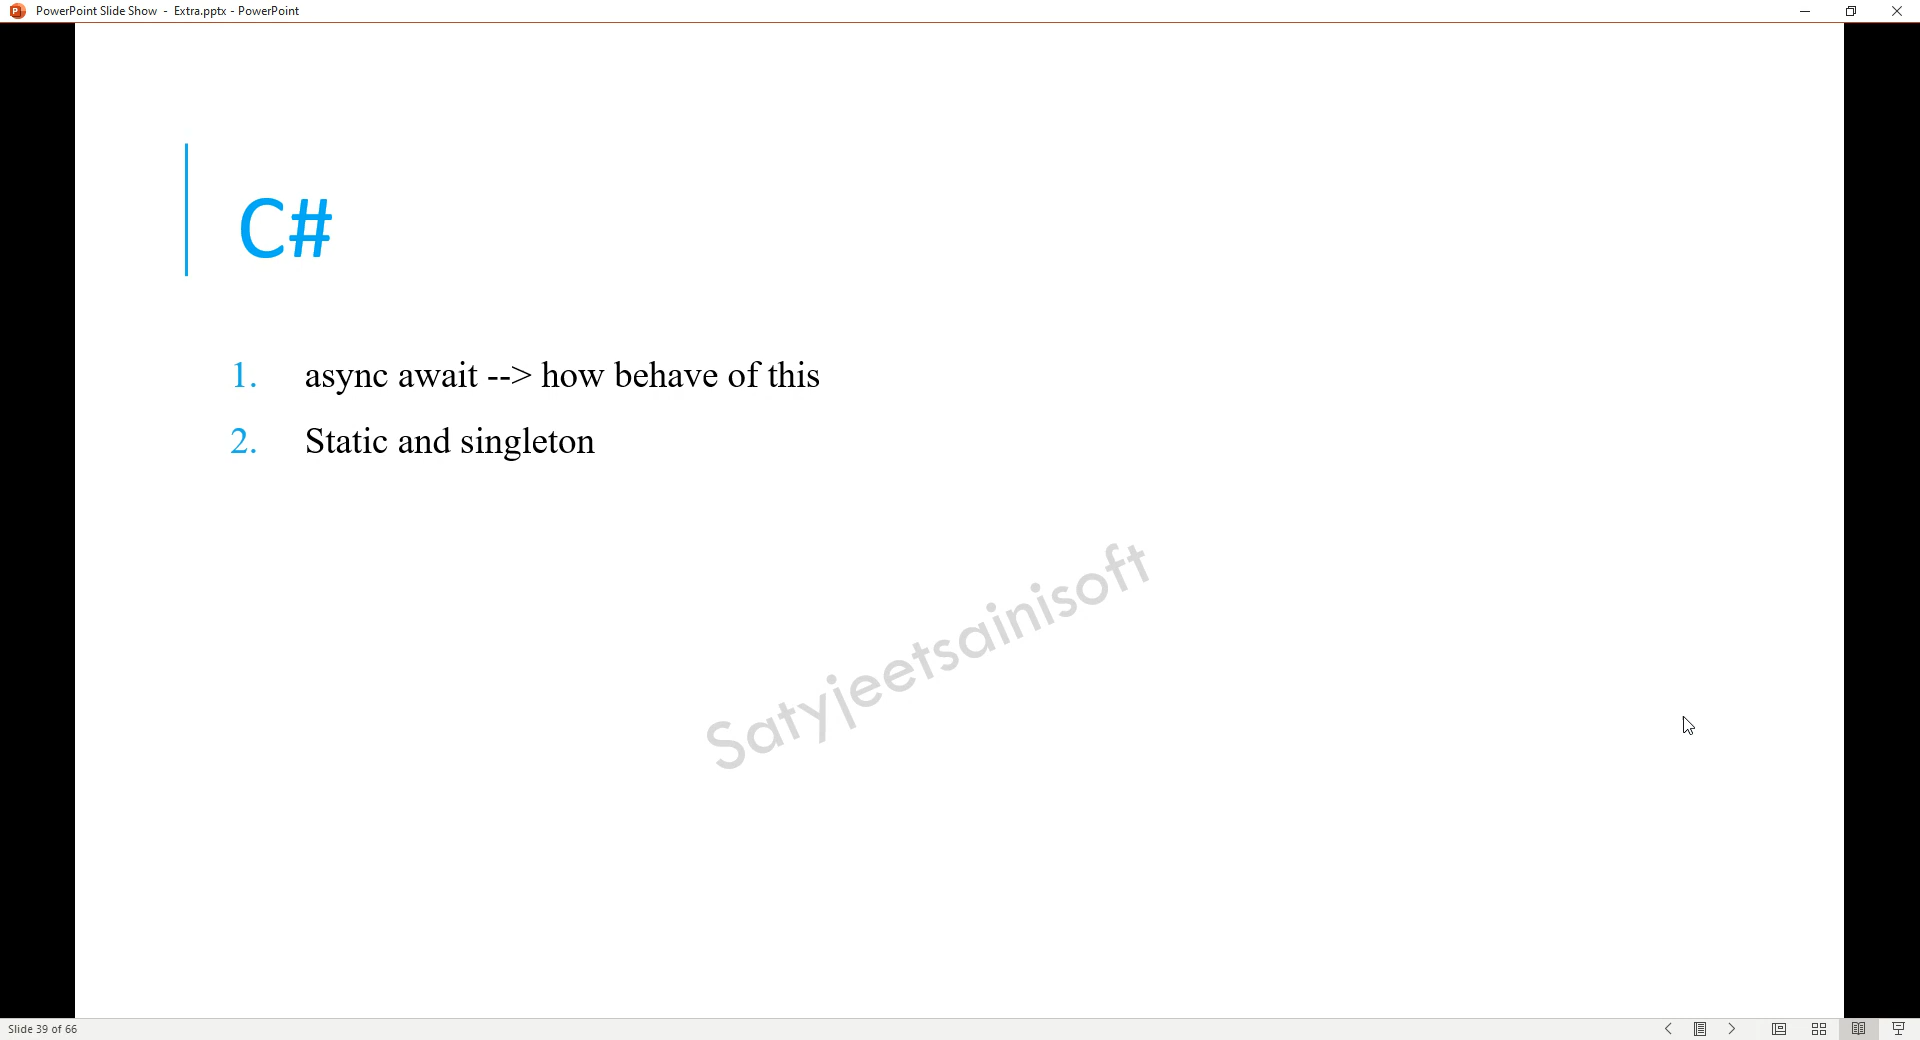 PowerPoint Slide Show - Extra.pptx - PowerPoint
C#
1. async await --> how behave of this
2. Static and singleton
Satyjeetsainisoft
Slide 39 of 66